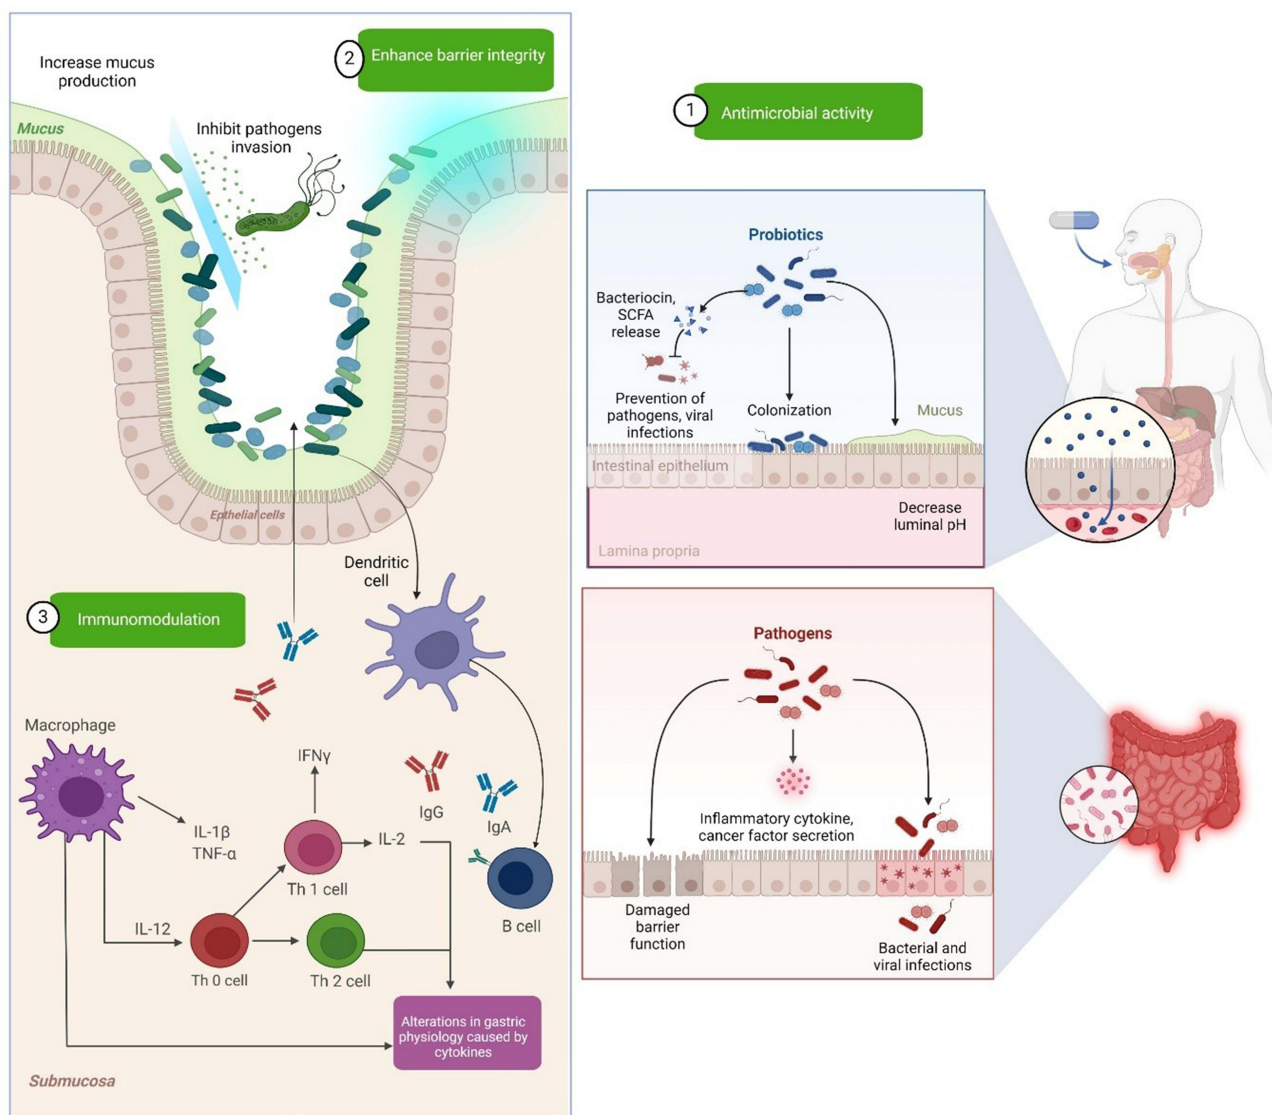 Increase mucus
production
2
Enhance barrier integrity
Mucus
Inhibit pathogens
invasion
Epthelial cells
Dendritic
cell
3
Immunomodulation
Macrophage
IFNγ
IgG
IgA
IL-1β
TNF-α
IL-2
Th 1 cell
B cell
IL-12
Th 0 cell
Th 2 cell
Alterations in gastric
physiology caused by
cytokines
Submucosa
1
Antimicrobial activity
Probiotics
Bacteriocin,
SCFA
release
Prevention of
pathogens, viral
infections
Colonization
Mucus
Intestinal epithelium
Decrease
luminal pH
Lamina propria
Pathogens
Inflammatory cytokine,
cancer factor secretion
Damaged
barrier
function
Bacterial and
viral infections